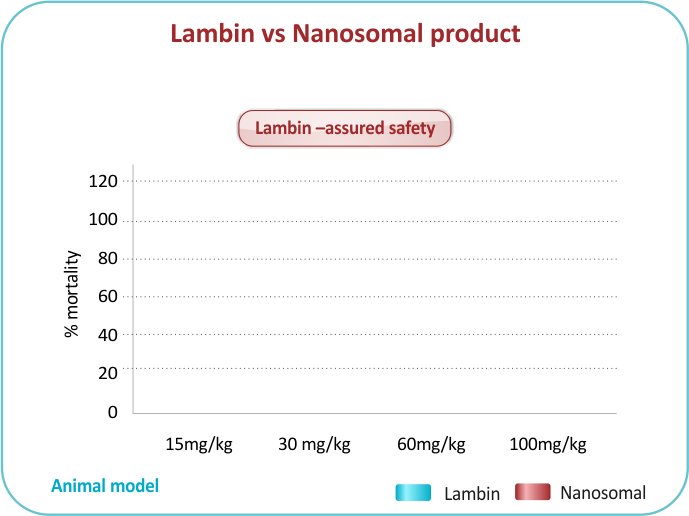 Lambin vs Nanosomal product
Lambin –assured safety
120
100
80
60
40
20
0
% mortality
15mg/kg 30 mg/kg 60mg/kg 100mg/kg
Animal model
Lambin Nanosomal